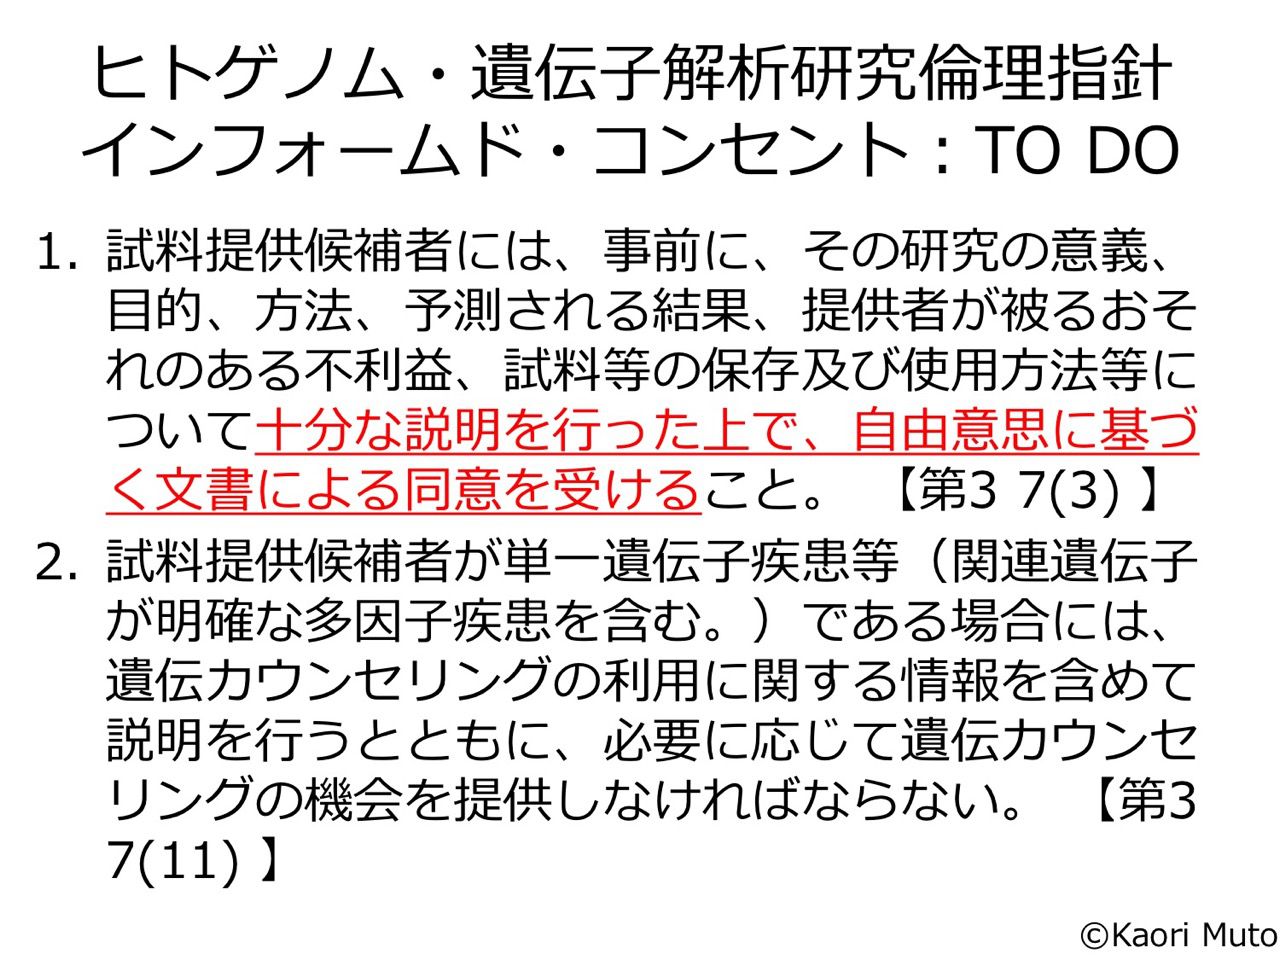 ヒトゲノム・遺伝子解析研究倫理指針
インフォームド・コンセント：TO DO
1. 試料提供候補者には、事前に、その研究の意義、
目的、方法、予測される結果、提供者が被るおそ
れのある不利益、試料等の保存及び使用方法等に
ついて十分な説明を行った上で、自由意思に基づ
く文書による同意を受けること。 【第3 7(3) 】
2. 試料提供候補者が単一遺伝子疾患等（関連遺伝子
が明確な多因子疾患を含む。）である場合には、
遺伝カウンセリングの利用に関する情報を含めて
説明を行うとともに、必要に応じて遺伝カウンセ
リングの機会を提供しなければならない。 【第3
7(11) 】
©Kaori Muto